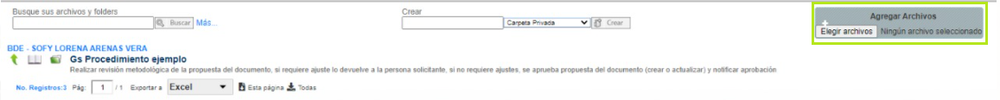 Busque sus archivos y folders
Buscar Más...
Crear
Carpeta Privada Crear
Agregar Archivos
Elegir archivos Ningún archivo seleccionado
BDE - SOFY LORENA ARENAS VERA
Gs Procedimiento ejemplo
Realizar revisión metodológica de la propuesta del documento, si requiere ajuste lo devuelve a la persona solicitante, si no requiere ajustes, se aprueba propuesta del documento (crear o actualizar) y notificar aprobación
No. Registros:3 Pág: 1 / 1 Exportar a Excel Esta página Todas